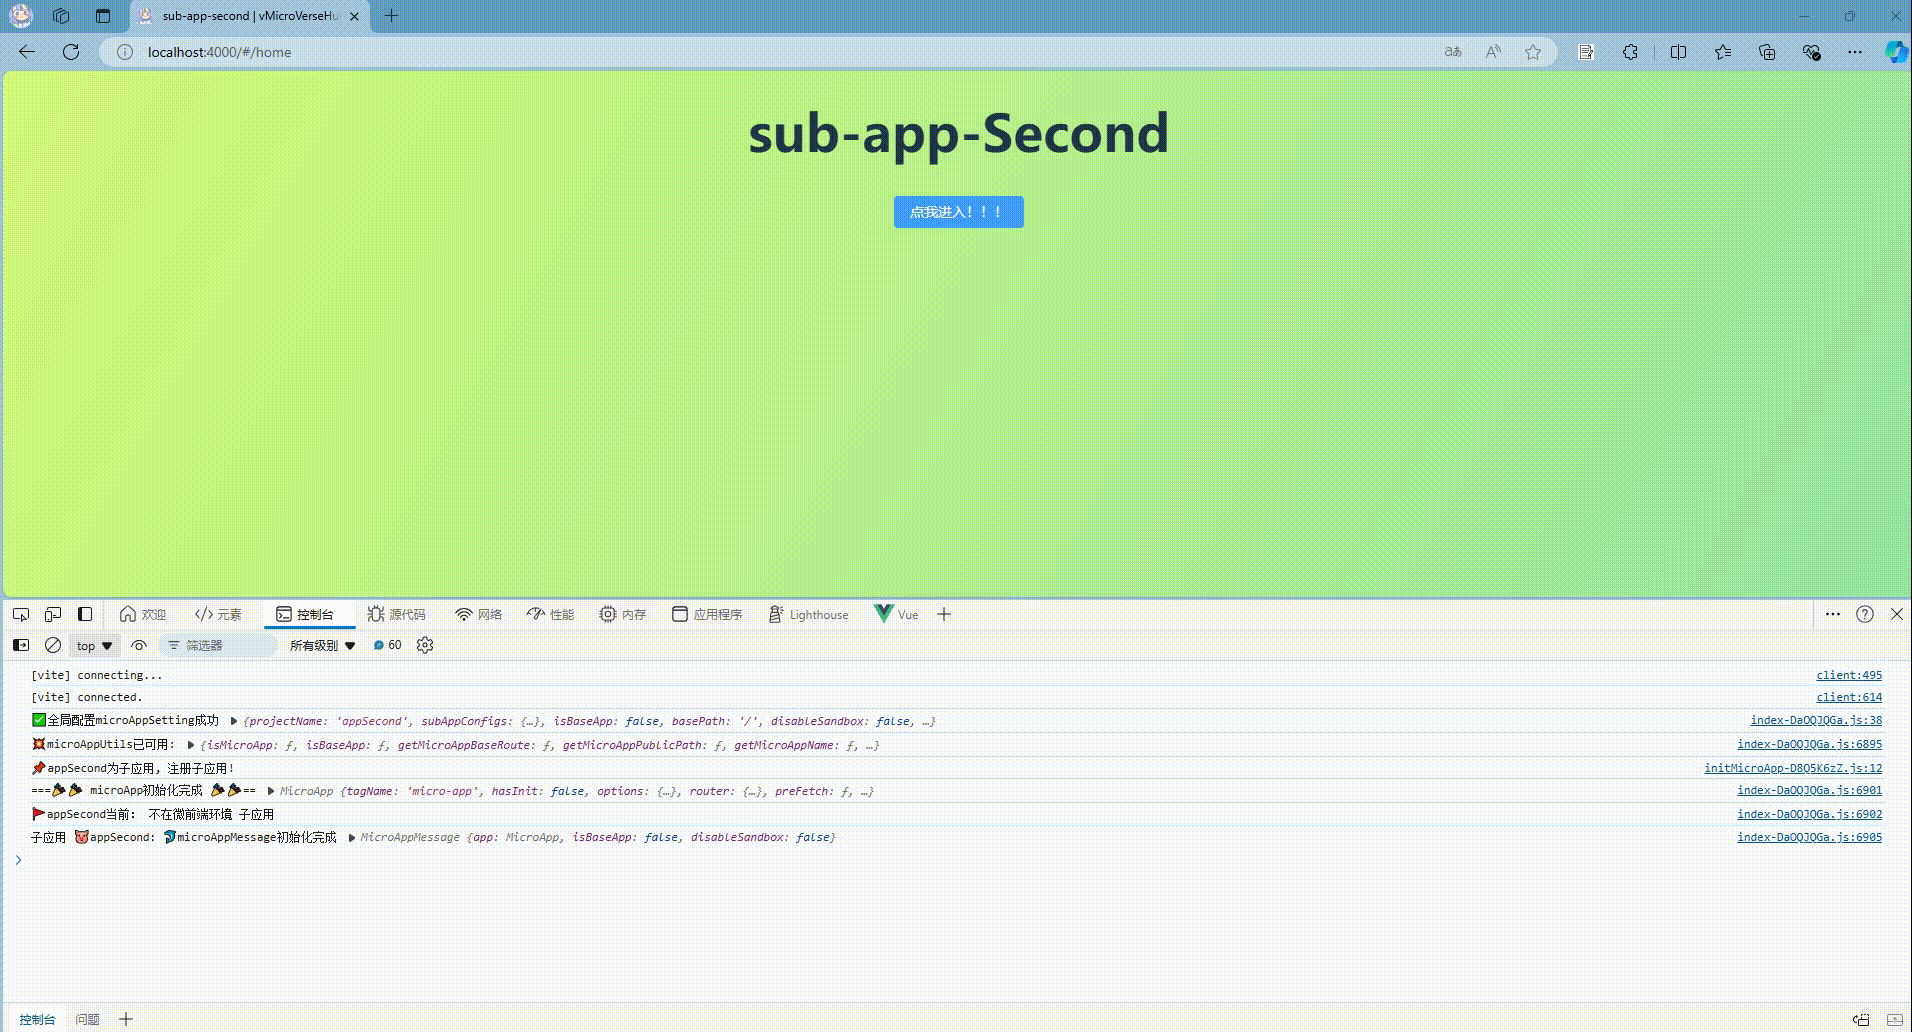 sub-app-second | vMicroVerseHu
localhost:4000/#/home
sub-app-Second
点我进入！！！
欢迎 元素 控制台 源代码 网络 性能 内存 应用程序 Lighthouse Vue
top 筛选器 所有级别 60
[vite] connecting... client:495
[vite] connected. client:614
✅全局配置microAppSetting成功 ▶ {projectName: 'appSecond', subAppConfigs: {…}, isBaseApp: false, basePath: '/', disableSandbox: false, …} index-DaOQJQGa.js:38
💥microAppUtils已可用: ▶ {isMicroApp: ƒ, isBaseApp: ƒ, getMicroAppBaseRoute: ƒ, getMicroAppPublicPath: ƒ, getMicroAppName: ƒ, …} index-DaOQJQGa.js:6895
📌appSecond为子应用, 注册子应用! initMicroApp-D8Q5K6zZ.js:12
===🎉🎉 microApp初始化完成 🎉🎉== ▶ MicroApp {tagName: 'micro-app', hasInit: false, options: {…}, router: {…}, preFetch: ƒ, …} index-DaOQJQGa.js:6901
🚩appSecond当前: 不在微前端环境 子应用 index-DaOQJQGa.js:6902
子应用 appSecond: microAppMessage初始化完成 ▶ MicroAppMessage {app: MicroApp, isBaseApp: false, disableSandbox: false} index-DaOQJQGa.js:6905
控制台 问题